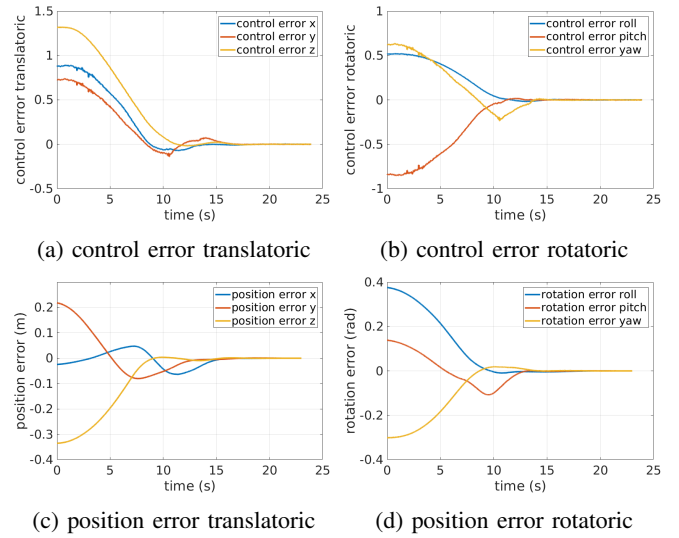 control errror translatoric
1.5
1
0.5
0
-0.5
control error x
control error y
control error z
0 5 10 15 20 25
time (s)
(a) control error translatoric
control errror rotatoric
1
0.5
0
-0.5
-1
control error roll
control error pitch
control error yaw
0 5 10 15 20 25
time (s)
(b) control error rotatoric
position error (m)
0.2
0.1
0
-0.1
-0.2
-0.3
-0.4
position error x
position error y
position error z
0 5 10 15 20 25
time (s)
(c) position error translatoric
rotation error (rad)
0.4
0.2
0
-0.2
-0.4
rotation error roll
rotation error pitch
rotation error yaw
0 5 10 15 20 25
time (s)
(d) position error rotatoric